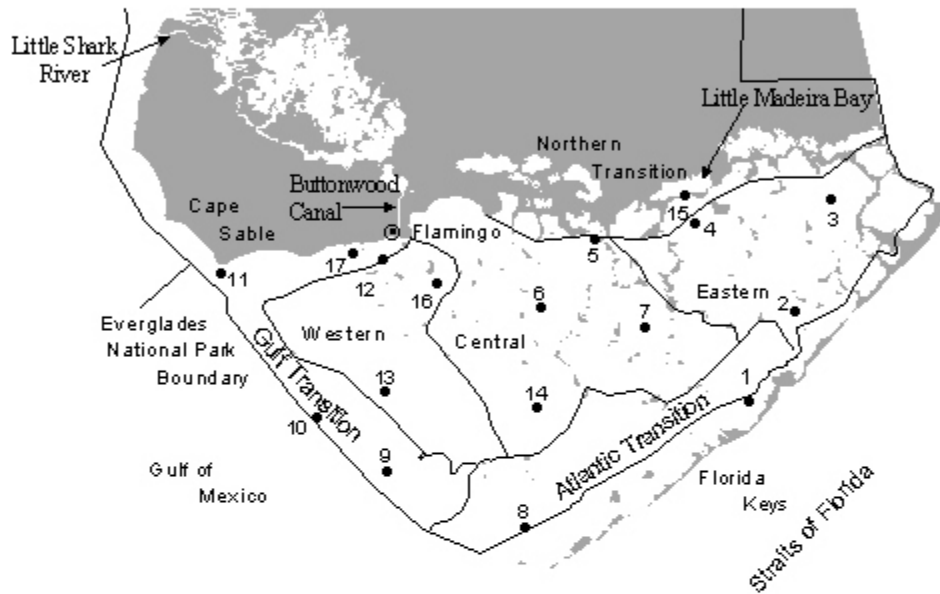 Little Shark
River
Little Madeira Bay
Northern
Transition
Buttonwood
Canal
Cape
Sable
Flamingo
15
4
3
5
17
12
11
16
6
7
Eastern
2
Everglades
National Park
Boundary
Western
Central
Gulf Transition
13
14
1
10
9
Atlantic Transition
Gulf of
Mexico
8
Florida
Keys
Straits of Florida